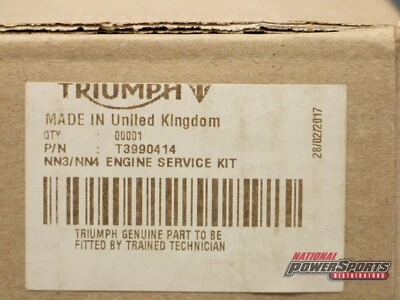 TRIUMPH
MADE IN United Kingdom
QTY : 00001
P/N : T3990414
NN3/NN4 ENGINE SERVICE KIT
28/02/2017
TRIUMPH GENUINE PART TO BE
FITTED BY TRAINED TECHNICIAN
NATIONAL
POWERSPORTS
DISTRIBUTORS